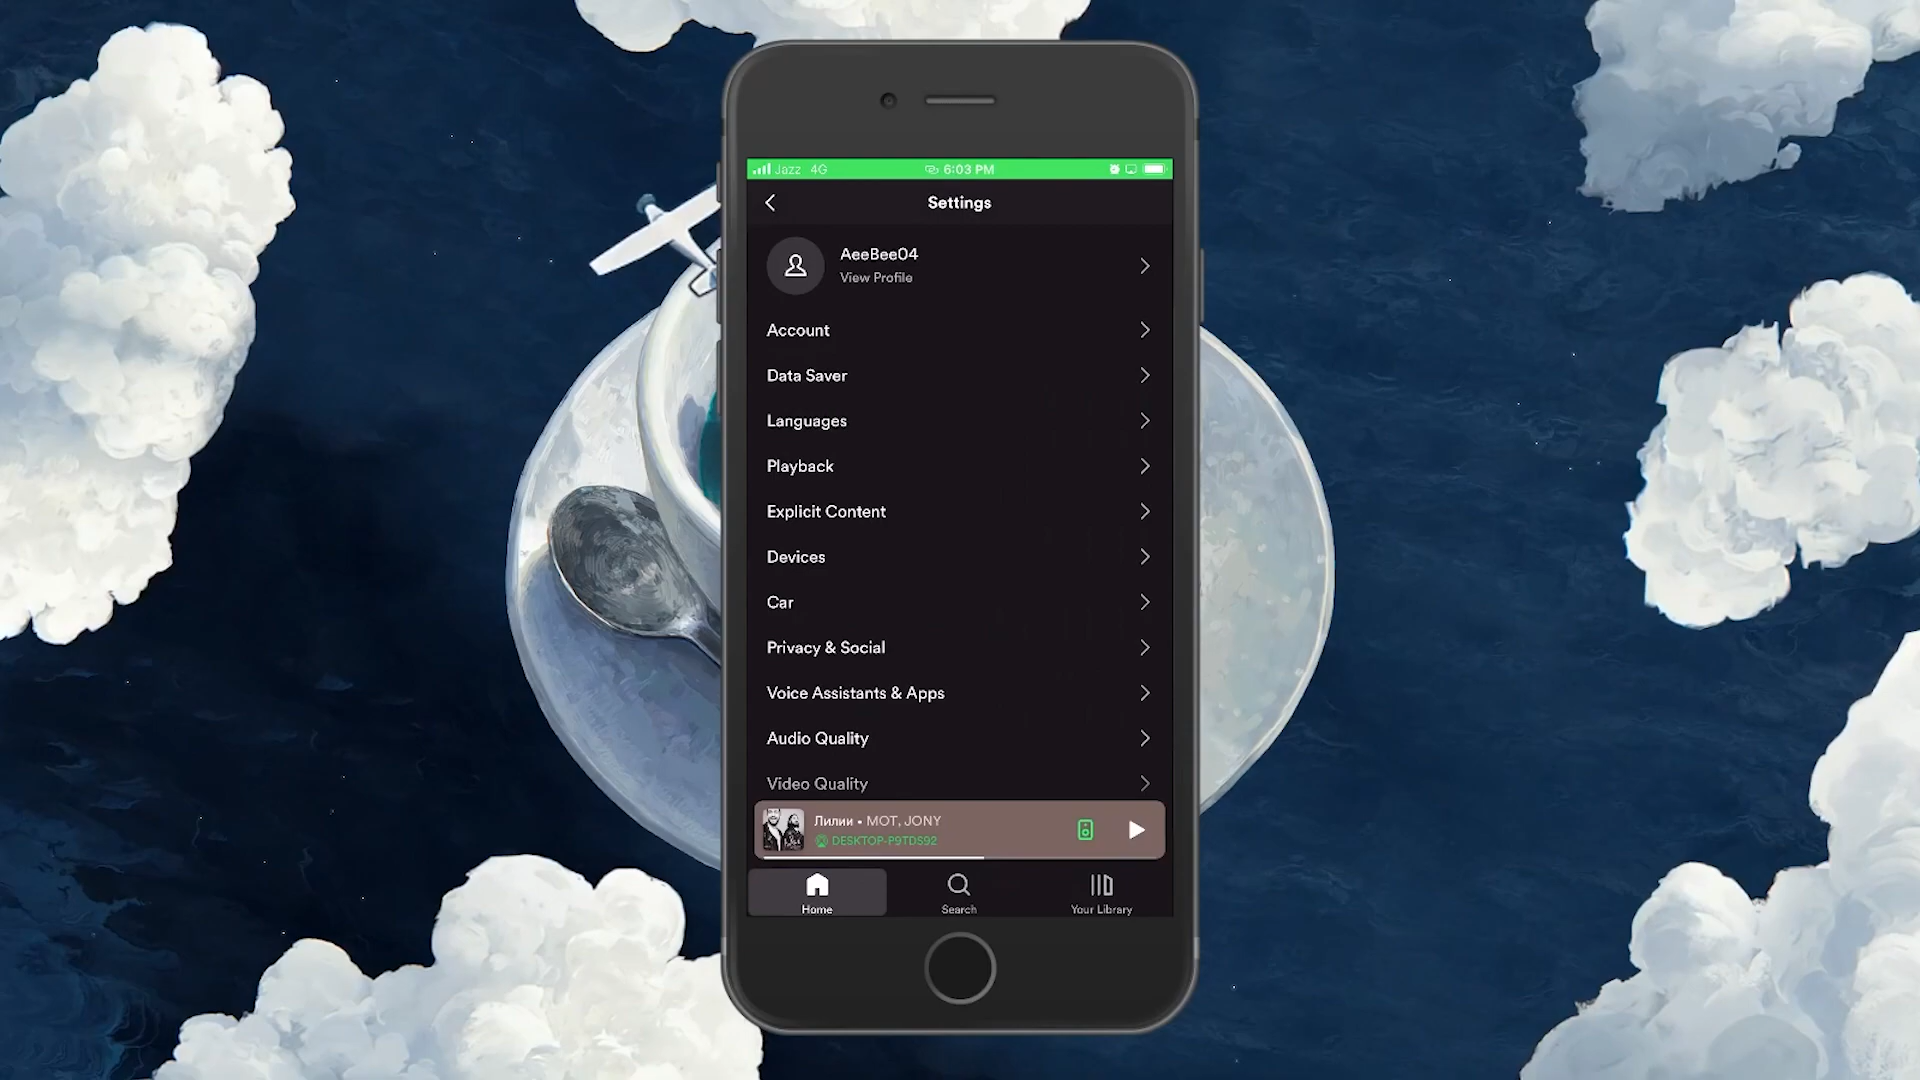 Jazz 4G 6:03 PM
Settings
AeeBee04
View Profile
Account
Data Saver
Languages
Playback
Explicit Content
Devices
Car
Privacy & Social
Voice Assistants & Apps
Audio Quality
Video Quality
Лилии • МОТ, JONY
DESKTOP-P9TDS92
Home Search Your Library